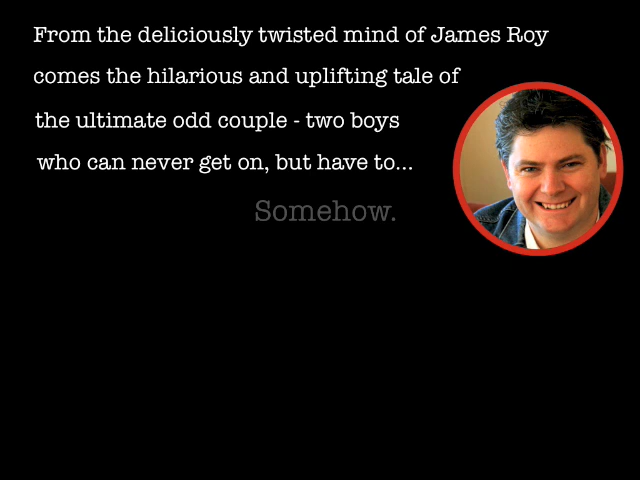 From the deliciously twisted mind of James Roy
comes the hilarious and uplifting tale of
the ultimate odd couple - two boys
who can never get on, but have to...
Somehow.